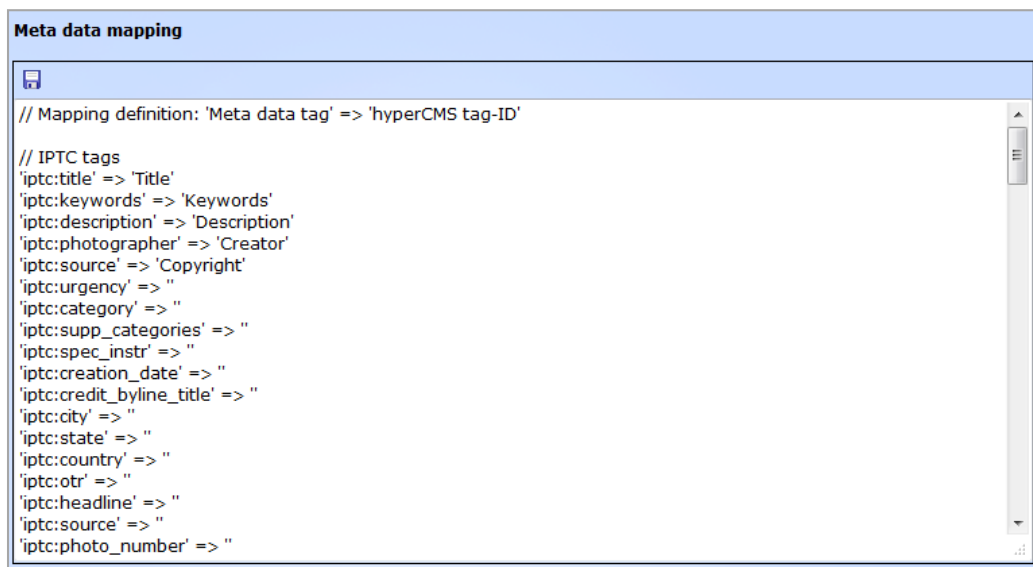 Meta data mapping
// Mapping definition: 'Meta data tag' => 'hyperCMS tag-ID'
// IPTC tags
'iptc:title' => 'Title'
'iptc:keywords' => 'Keywords'
'iptc:description' => 'Description'
'iptc:photographer' => 'Creator'
'iptc:source' => 'Copyright'
'iptc:urgency' => ''
'iptc:category' => ''
'iptc:supp_categories' => ''
'iptc:spec_instr' => ''
'iptc:creation_date' => ''
'iptc:credit_byline_title' => ''
'iptc:city' => ''
'iptc:state' => ''
'iptc:country' => ''
'iptc:otr' => ''
'iptc:headline' => ''
'iptc:source' => ''
'iptc:photo_number' => ''